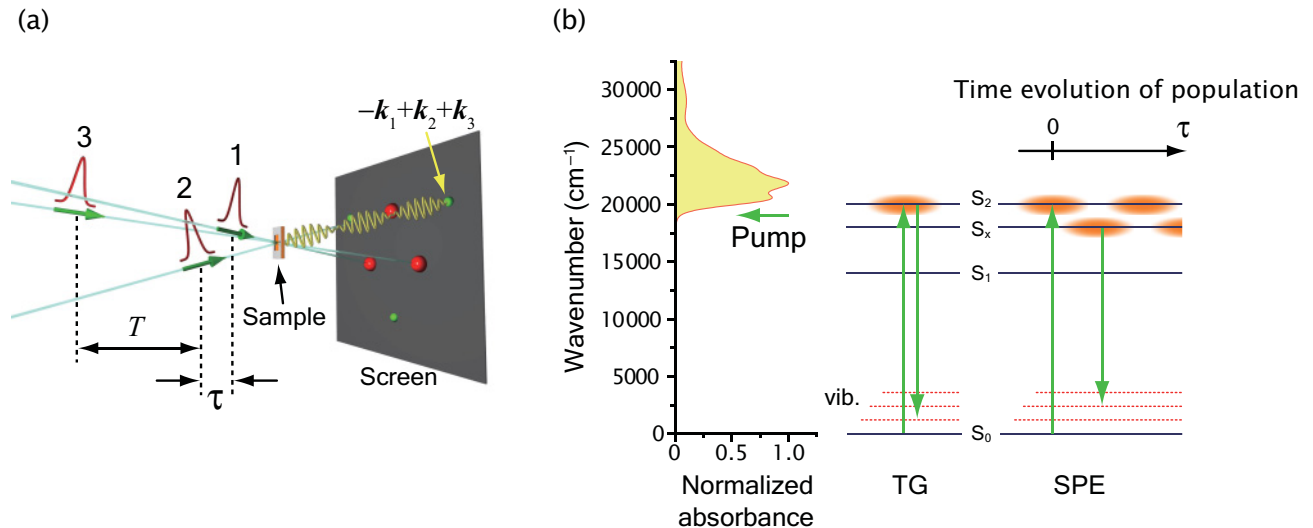 (a)
3
2
1
−k₁+k₂+k₃
Sample
T
τ
Screen
(b)
Wavenumber (cm⁻¹)
30000
25000
20000
15000
10000
5000
0
0
0.5
1.0
Normalized
absorbance
Pump
Time evolution of population
0
τ
S₂
Sₓ
S₁
vib.
S₀
TG
SPE